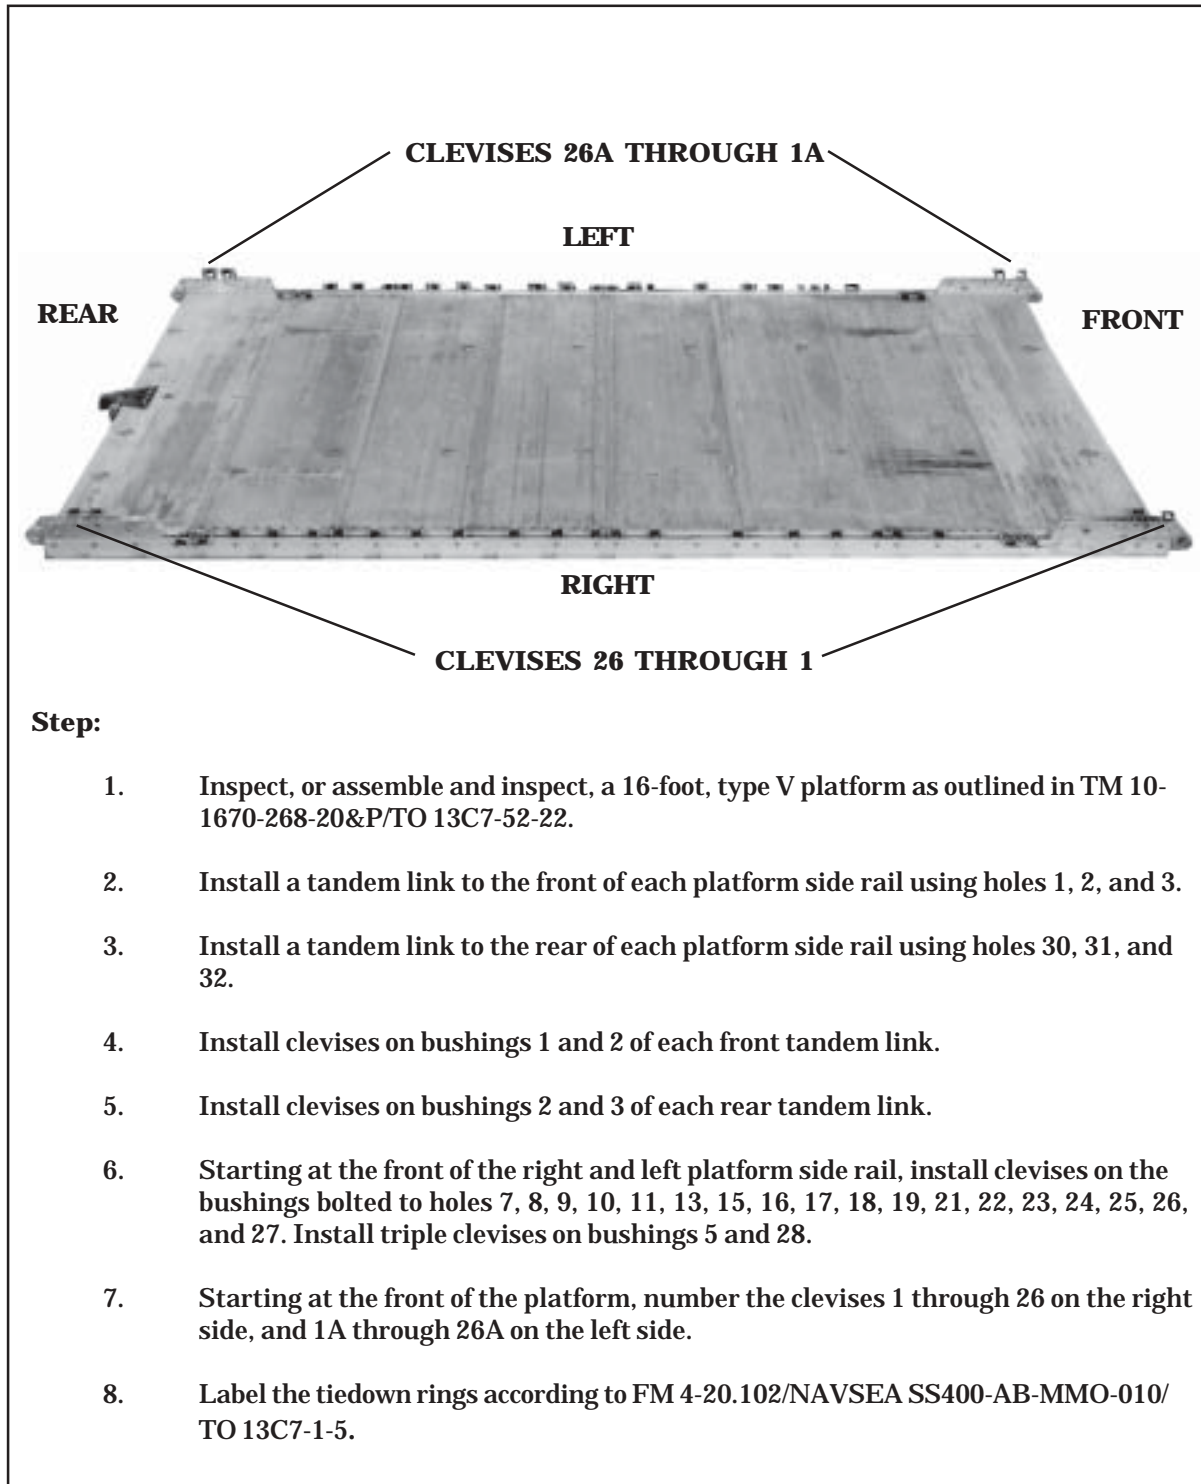 CLEVISES 26A THROUGH 1A
LEFT
REAR
FRONT
RIGHT
CLEVISES 26 THROUGH 1
Step:
1. Inspect, or assemble and inspect, a 16-foot, type V platform as outlined in TM 10-
1670-268-20&P/TO 13C7-52-22.
2. Install a tandem link to the front of each platform side rail using holes 1, 2, and 3.
3. Install a tandem link to the rear of each platform side rail using holes 30, 31, and
32.
4. Install clevises on bushings 1 and 2 of each front tandem link.
5. Install clevises on bushings 2 and 3 of each rear tandem link.
6. Starting at the front of the right and left platform side rail, install clevises on the
bushings bolted to holes 7, 8, 9, 10, 11, 13, 15, 16, 17, 18, 19, 21, 22, 23, 24, 25, 26,
and 27. Install triple clevises on bushings 5 and 28.
7. Starting at the front of the platform, number the clevises 1 through 26 on the right
side, and 1A through 26A on the left side.
8. Label the tiedown rings according to FM 4-20.102/NAVSEA SS400-AB-MMO-010/
TO 13C7-1-5.